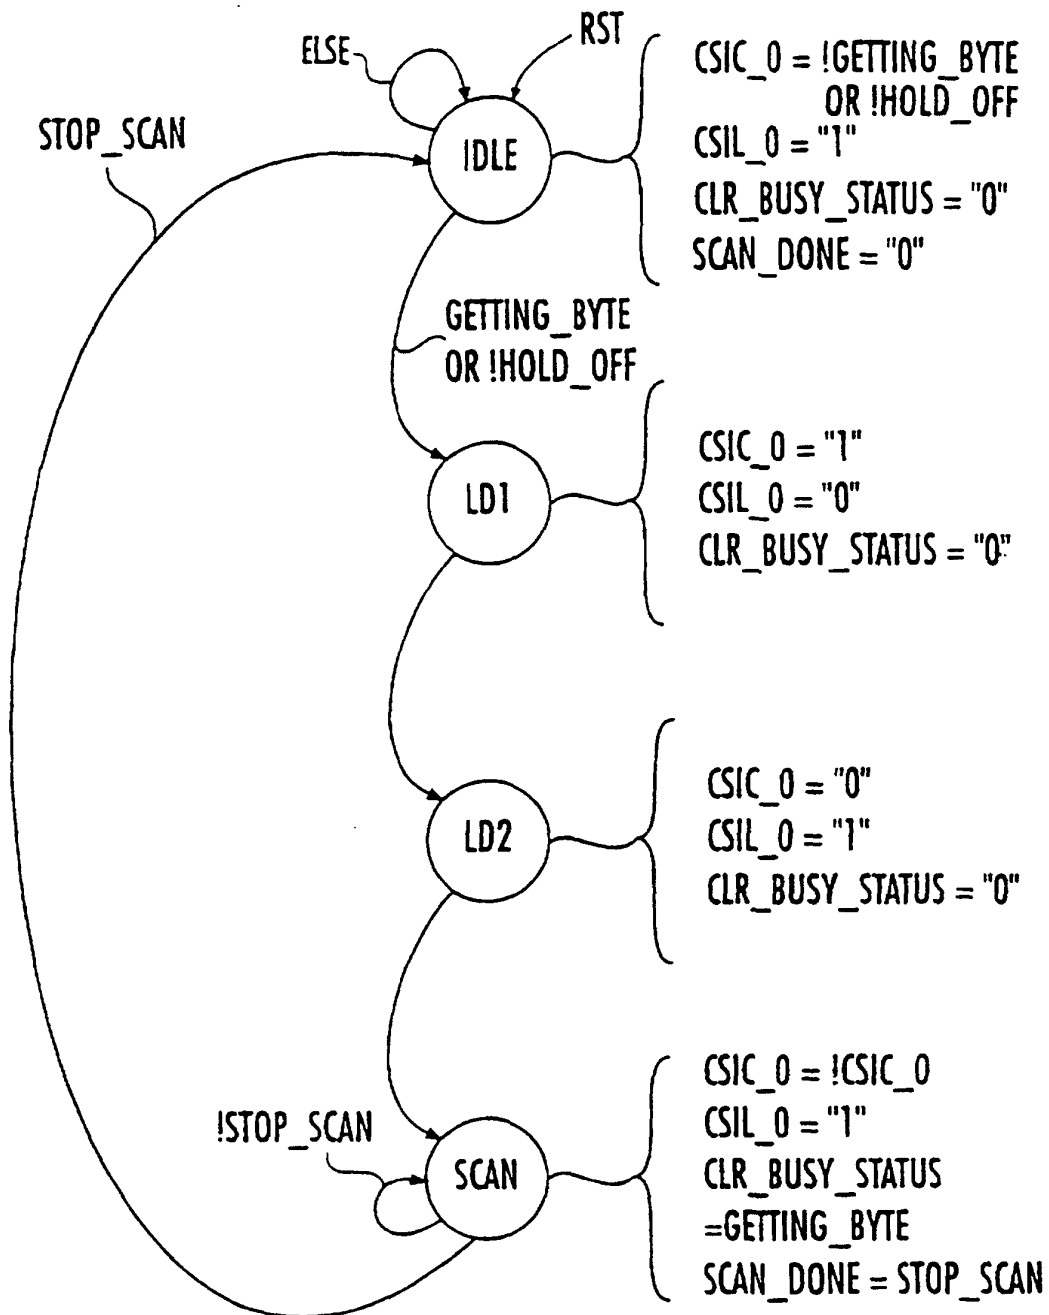 RST
ELSE
STOP_SCAN
IDLE
CSIC_0 = !GETTING_BYTE
OR !HOLD_OFF
CSIL_0 = "1"
CLR_BUSY_STATUS = "0"
SCAN_DONE = "0"
GETTING_BYTE
OR !HOLD_OFF
LD1
CSIC_0 = "1"
CSIL_0 = "0"
CLR_BUSY_STATUS = "0"
LD2
CSIC_0 = "0"
CSIL_0 = "1"
CLR_BUSY_STATUS = "0"
!STOP_SCAN
SCAN
CSIC_0 = !CSIC_0
CSIL_0 = "1"
CLR_BUSY_STATUS
=GETTING_BYTE
SCAN_DONE = STOP_SCAN